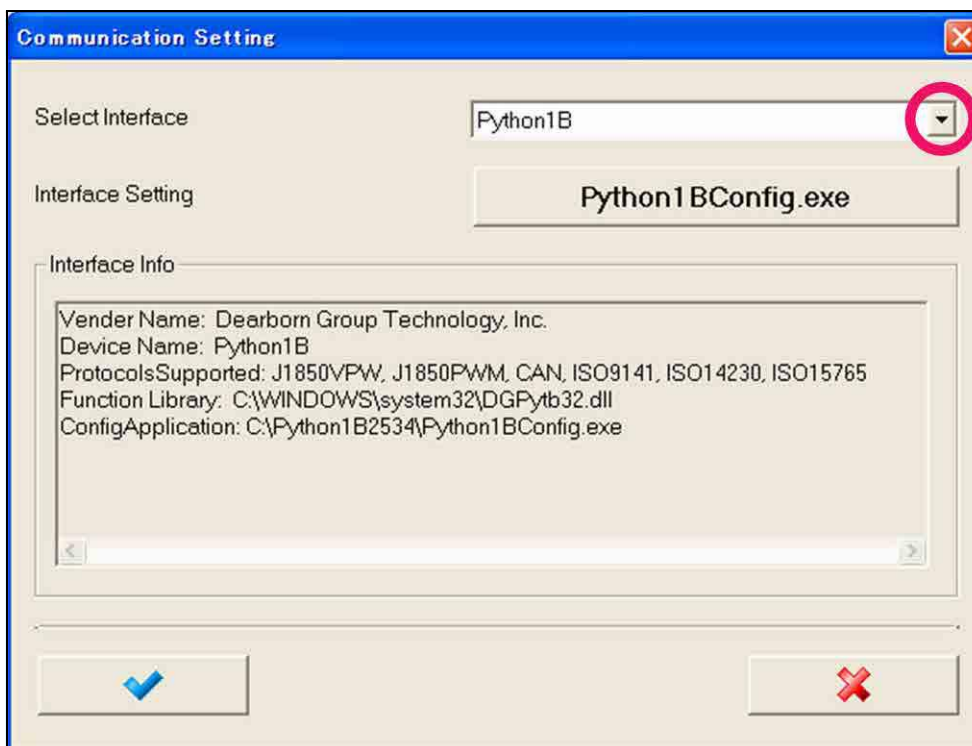 Communication Setting
Select Interface
Python1B
Interface Setting
Python1BConfig.exe
Interface Info
Vender Name: Dearborn Group Technology, Inc.
Device Name: Python1B
ProtocolsSupported: J1850VPW, J1850PWM, CAN, ISO9141, ISO14230, ISO15765
Function Library: C:\WINDOWS\system32\DGPytb32.dll
ConfigApplication: C:\Python1B2534\Python1BConfig.exe